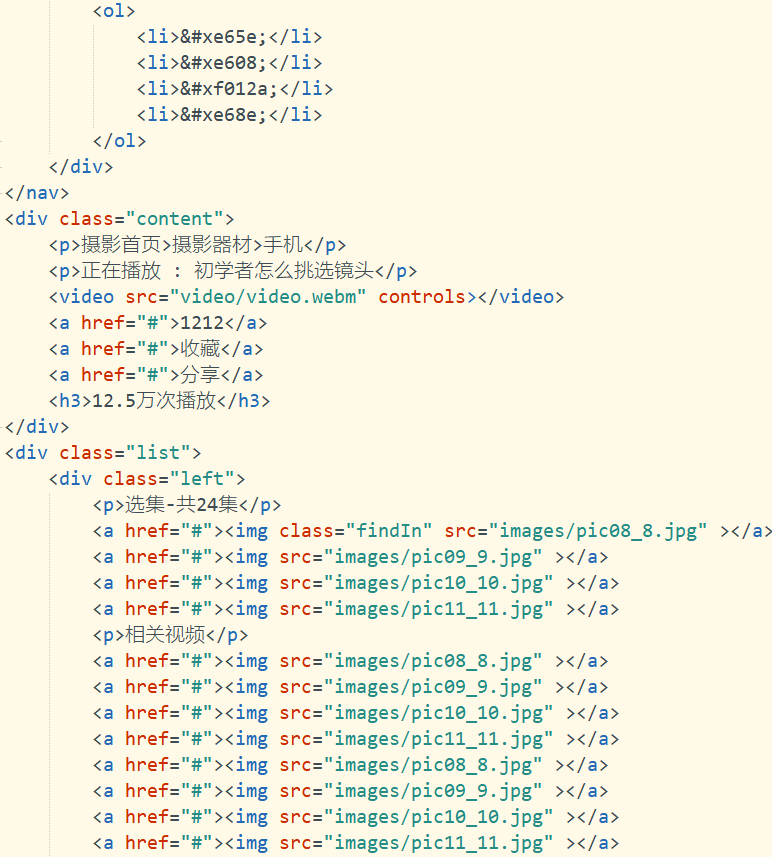 <ol>
<li>&#xe65e;</li>
<li>&#xe608;</li>
<li>&#xf012a;</li>
<li>&#xe68e;</li>
</ol>
</div>
</nav>
<div class="content">
<p>摄影首页>摄影器材>手机</p>
<p>正在播放 : 初学者怎么挑选镜头</p>
<video src="video/video.webm" controls></video>
<a href="#">1212</a>
<a href="#">收藏</a>
<a href="#">分享</a>
<h3>12.5万次播放</h3>
</div>
<div class="list">
<div class="left">
<p>选集-共24集</p>
<a href="#"><img class="findIn" src="images/pic08_8.jpg" ></a>
<a href="#"><img src="images/pic09_9.jpg" ></a>
<a href="#"><img src="images/pic10_10.jpg" ></a>
<a href="#"><img src="images/pic11_11.jpg" ></a>
<p>相关视频</p>
<a href="#"><img src="images/pic08_8.jpg" ></a>
<a href="#"><img src="images/pic09_9.jpg" ></a>
<a href="#"><img src="images/pic10_10.jpg" ></a>
<a href="#"><img src="images/pic11_11.jpg" ></a>
<a href="#"><img src="images/pic08_8.jpg" ></a>
<a href="#"><img src="images/pic09_9.jpg" ></a>
<a href="#"><img src="images/pic10_10.jpg" ></a>
<a href="#"><img src="images/pic11_11.jpg" ></a>